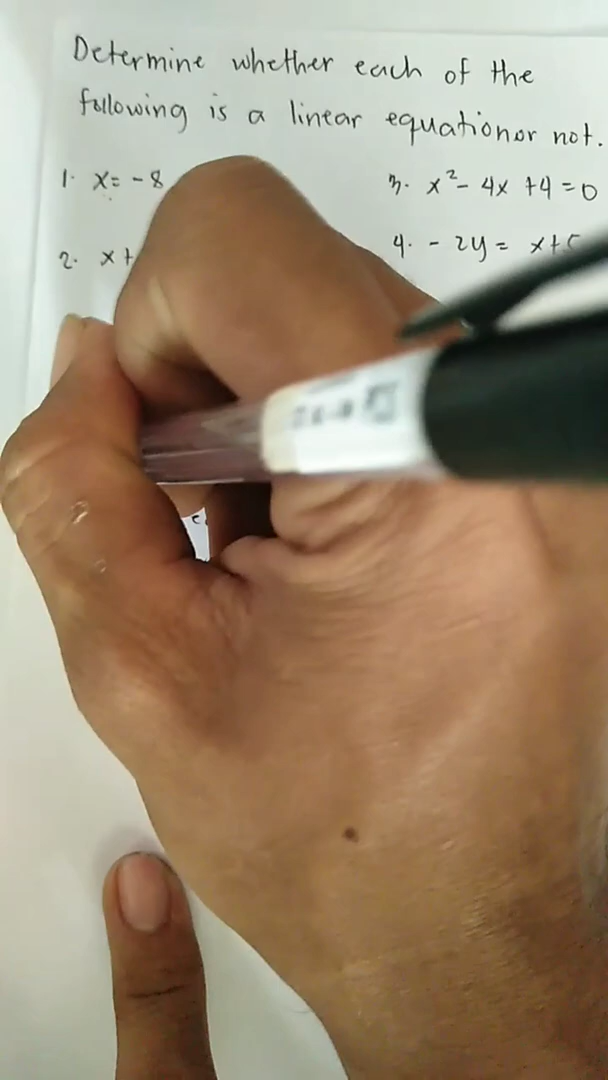 Determine whether each of the
following is a linear equation or not.
1. x = -8
2. x +
3. x² - 4x + 4 = 0
4. - 2y = x +